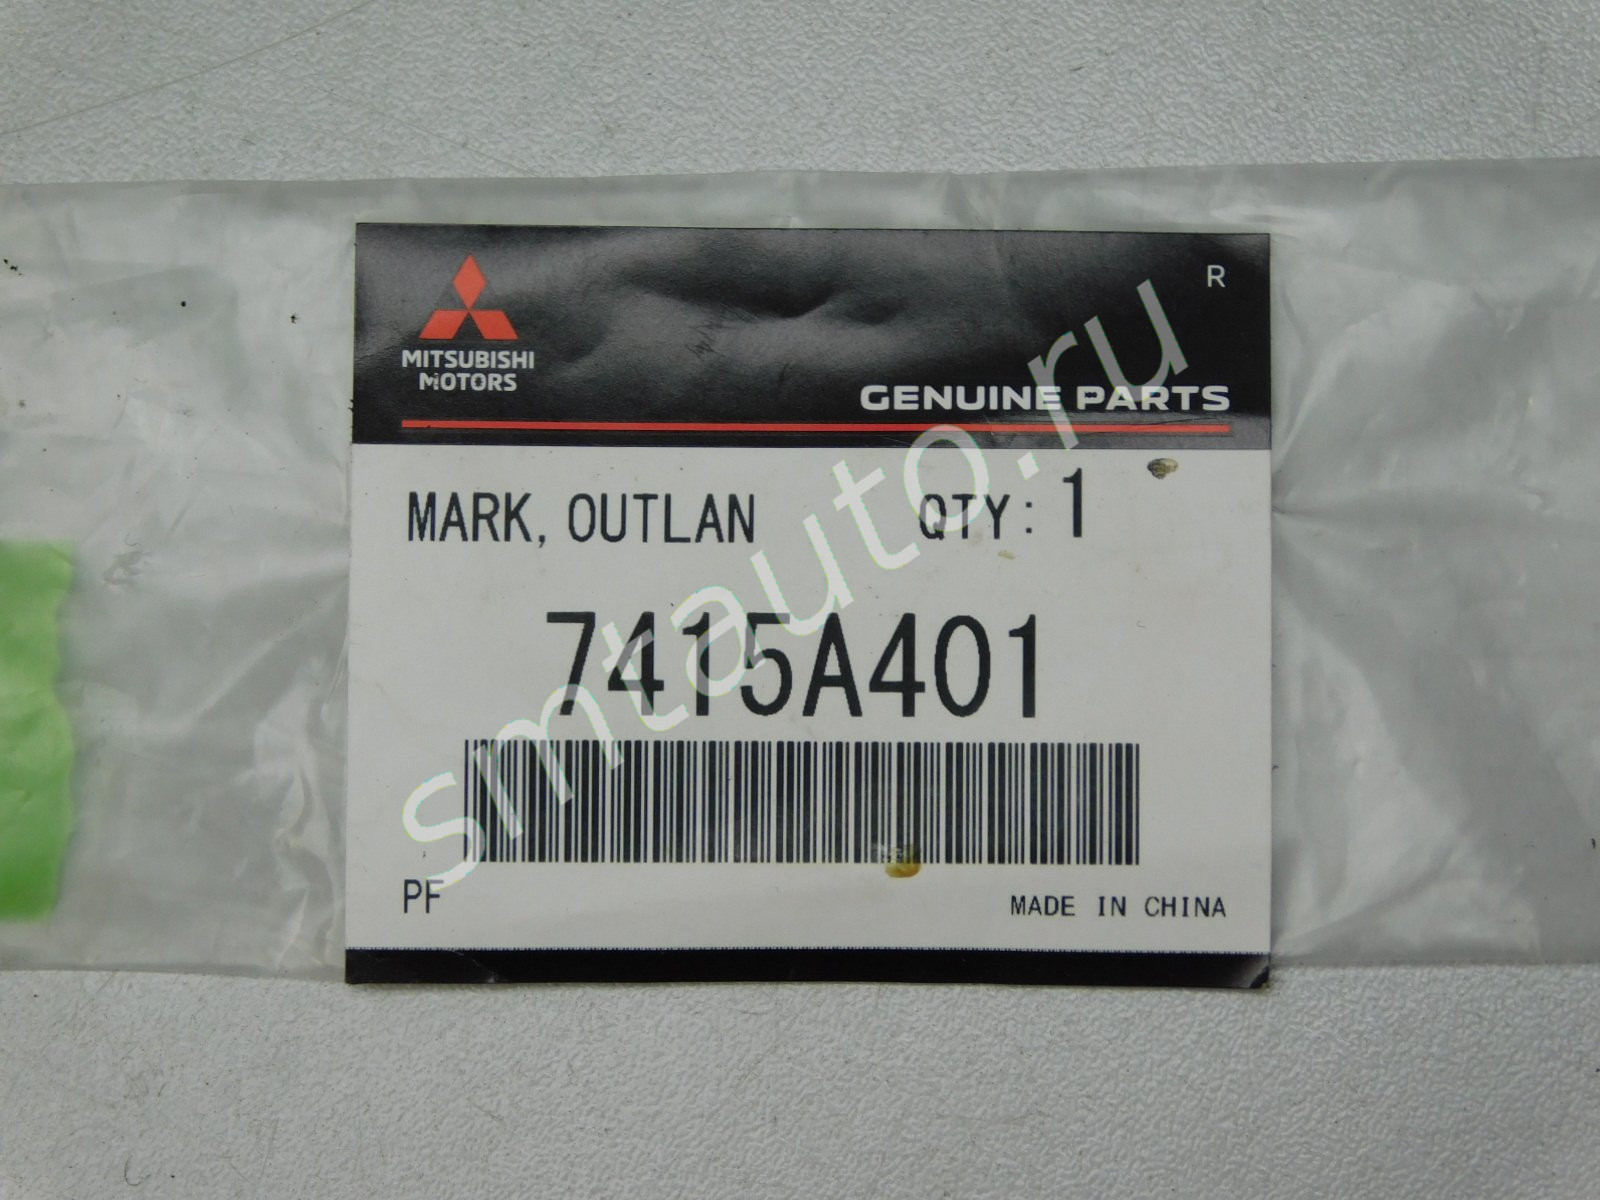 R
MITSUBISHI
MOTORS
GENUINE PARTS
MARK, OUTLAN QTY: 1
7415A401
PF
MADE IN CHINA
smtauto.ru